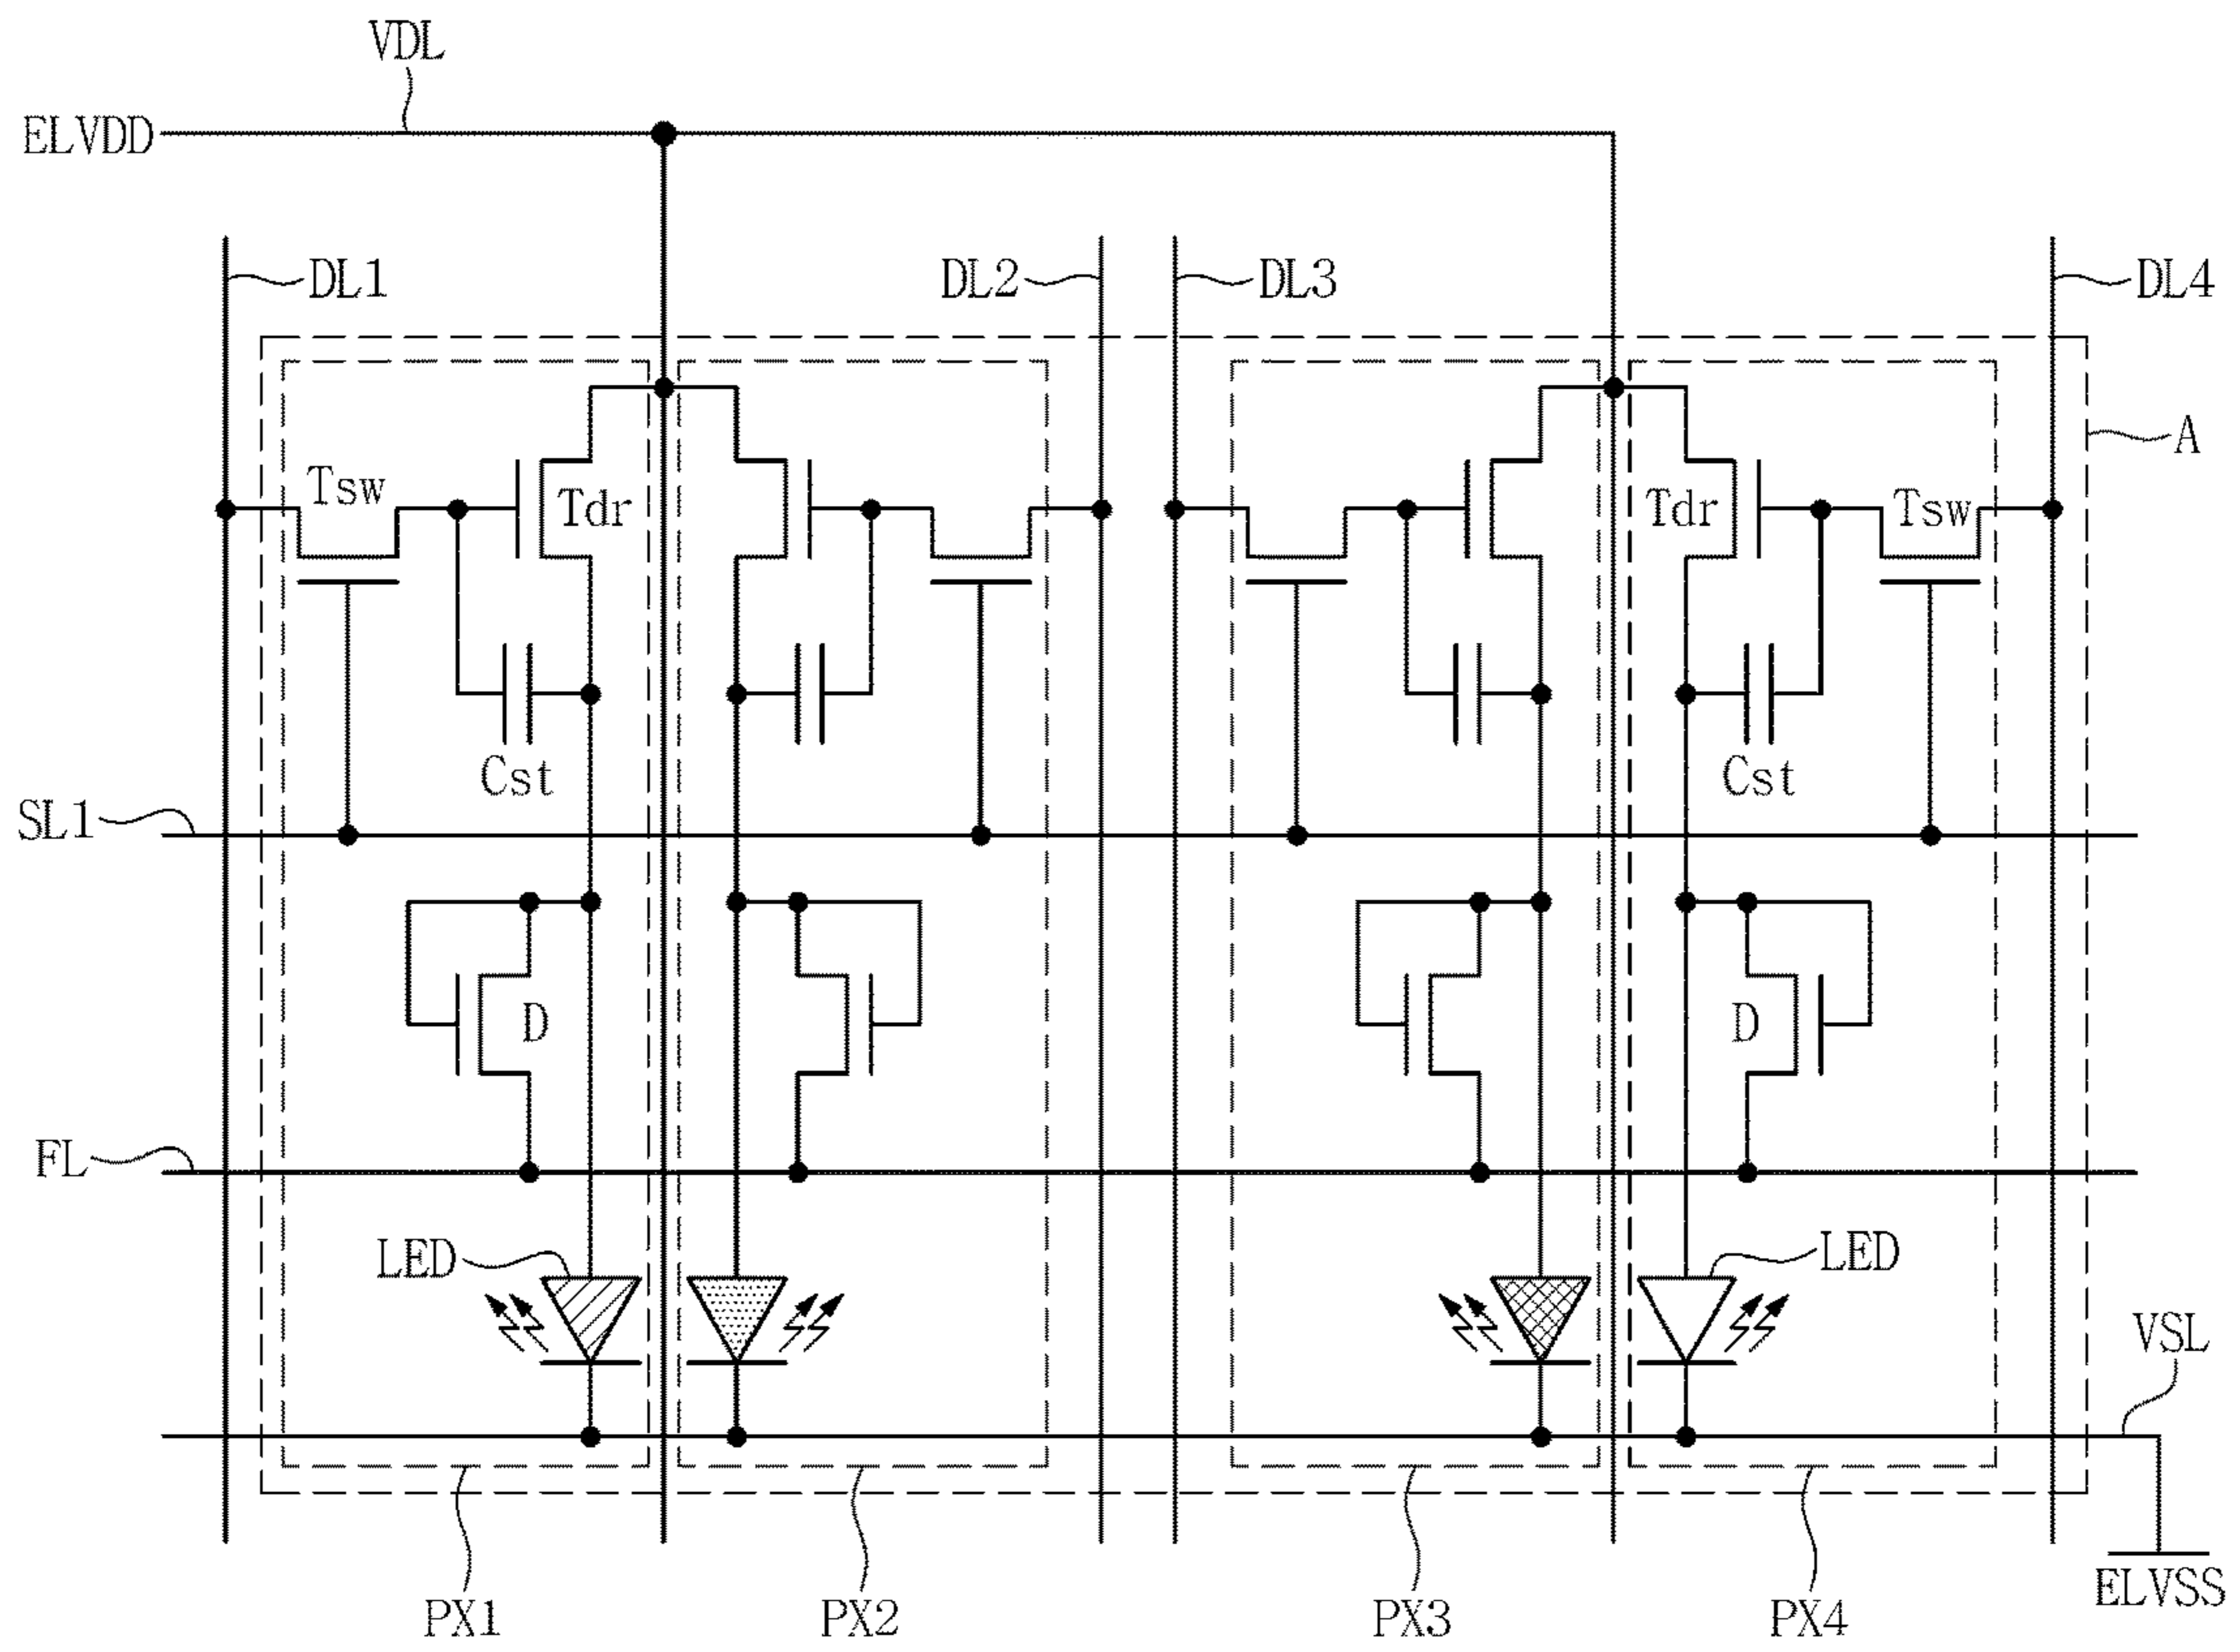 VDL
ELVDD
DL1
DL2
DL3
DL4
A
Tsw
Tdr
Tdr
Tsw
Cst
Cst
SL1
D
D
FL
LED
LED
VSL
ELVSS
PX1
PX2
PX3
PX4